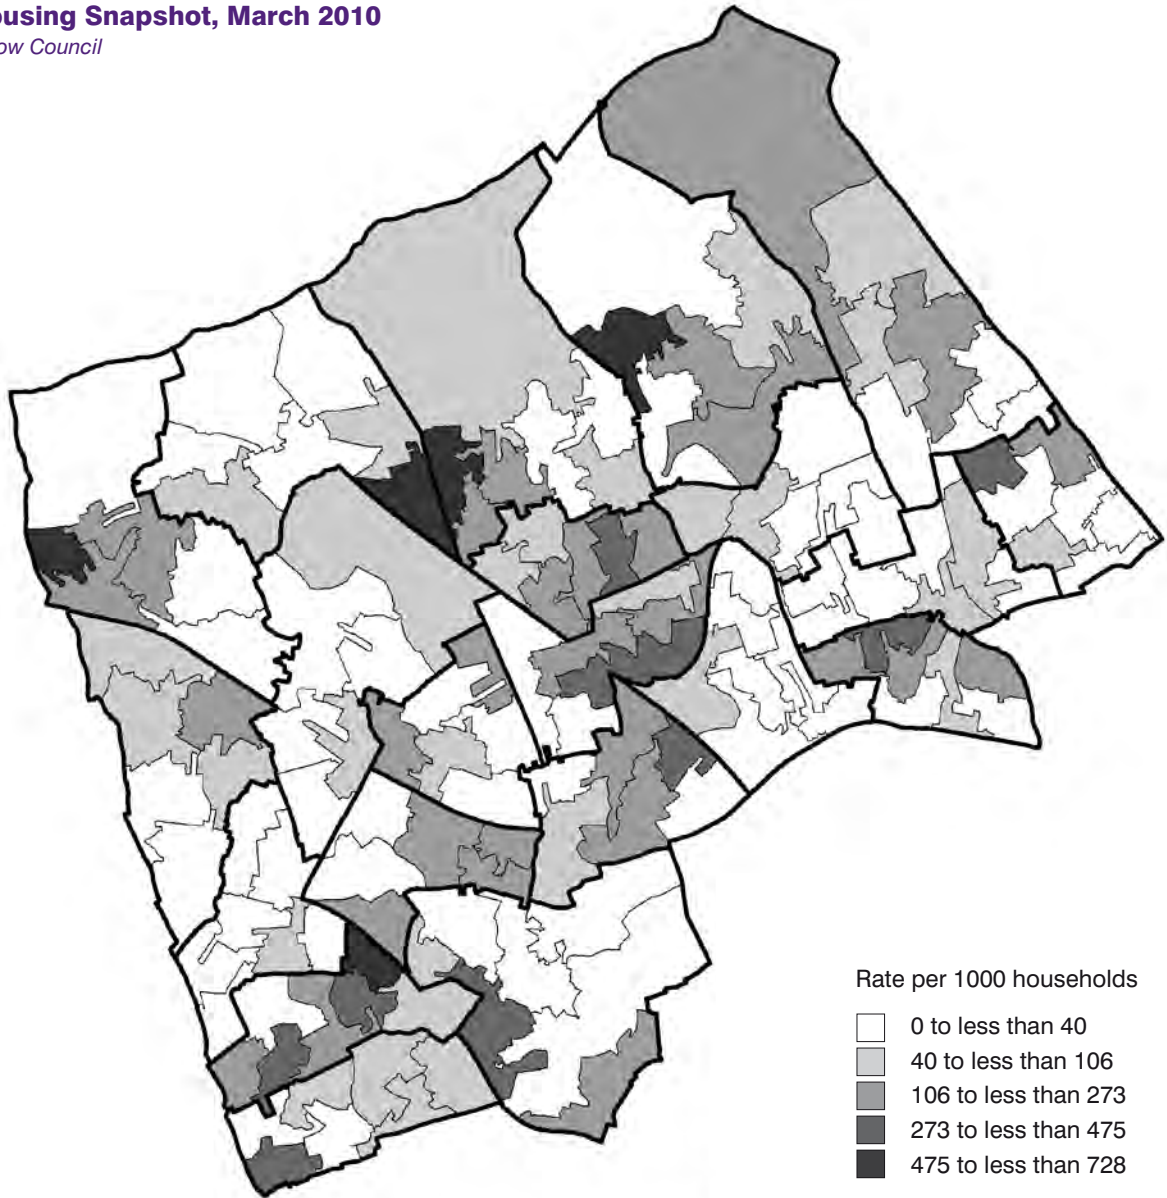 ousing Snapshot, March 2010
ow Council
Rate per 1000 households
0 to less than 40
40 to less than 106
106 to less than 273
273 to less than 475
475 to less than 728